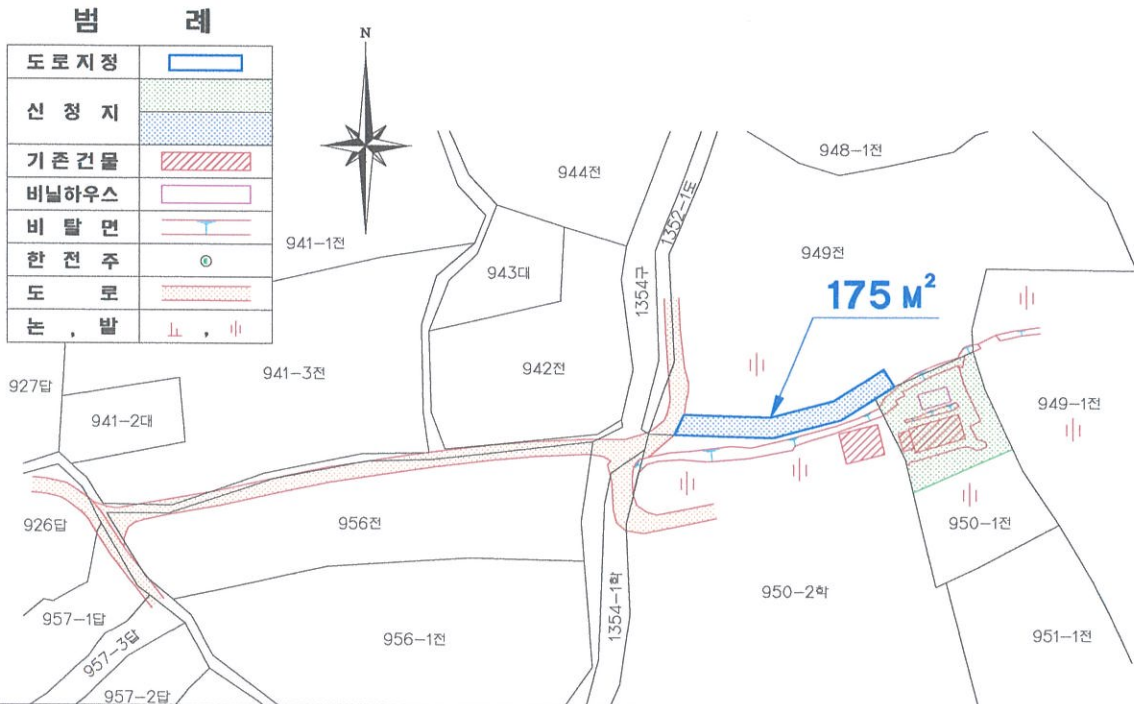 범 례
도로지정
신 청 지
기존건물
비닐하우스
비 탈 면
한 전 주
도 로
논 , 밭
N
948-1전
944전
1352-1도
941-1전
943대
949전
1354구
175 M²
927답
941-3전
942전
941-2대
949-1전
926답
956전
950-1전
950-2학
957-1답
1354-1학
956-1전
951-1전
957-3답
957-2답